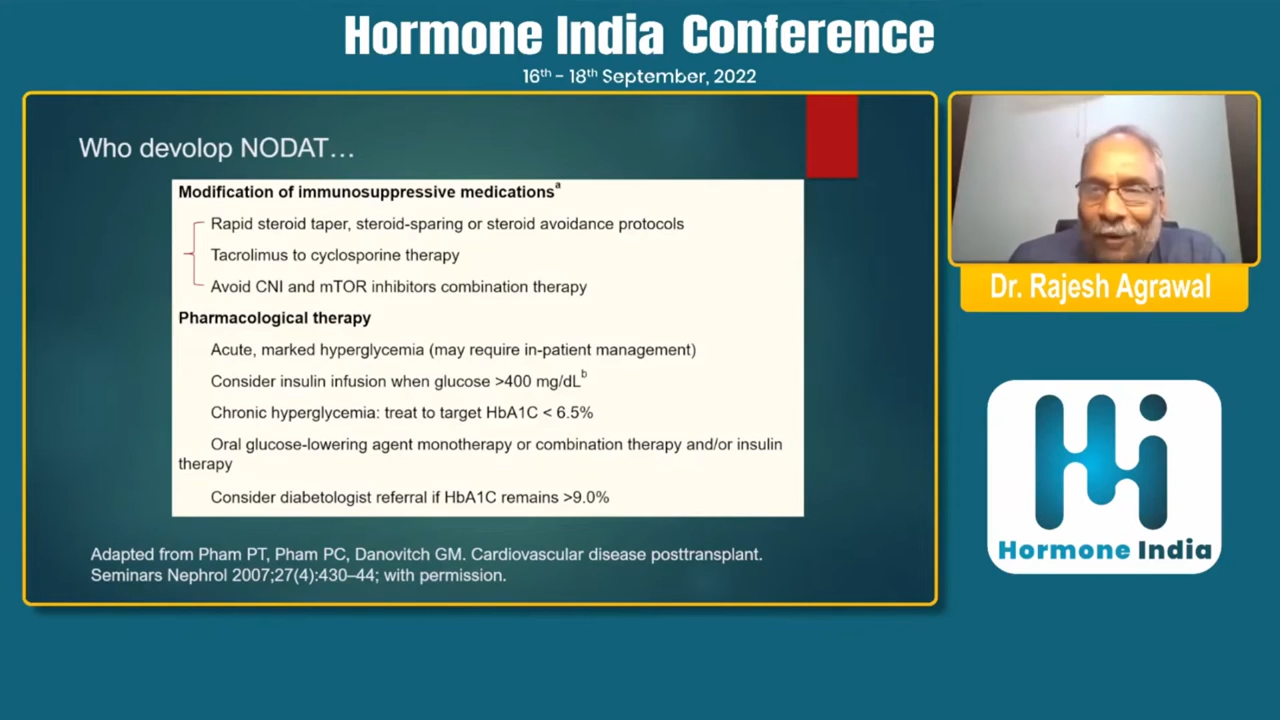 Hormone India Conference
16th - 18th September, 2022
Who devolop NODAT...
Modification of immunosuppressive medicationsa
Rapid steroid taper, steroid-sparing or steroid avoidance protocols
Tacrolimus to cyclosporine therapy
Avoid CNI and mTOR inhibitors combination therapy
Pharmacological therapy
Acute, marked hyperglycemia (may require in-patient management)
Consider insulin infusion when glucose >400 mg/dLb
Chronic hyperglycemia: treat to target HbA1C < 6.5%
Oral glucose-lowering agent monotherapy or combination therapy and/or insulin
therapy
Consider diabetologist referral if HbA1C remains >9.0%
Adapted from Pham PT, Pham PC, Danovitch GM. Cardiovascular disease posttransplant.
Seminars Nephrol 2007;27(4):430–44; with permission.
Dr. Rajesh Agrawal
Hi
Hormone India